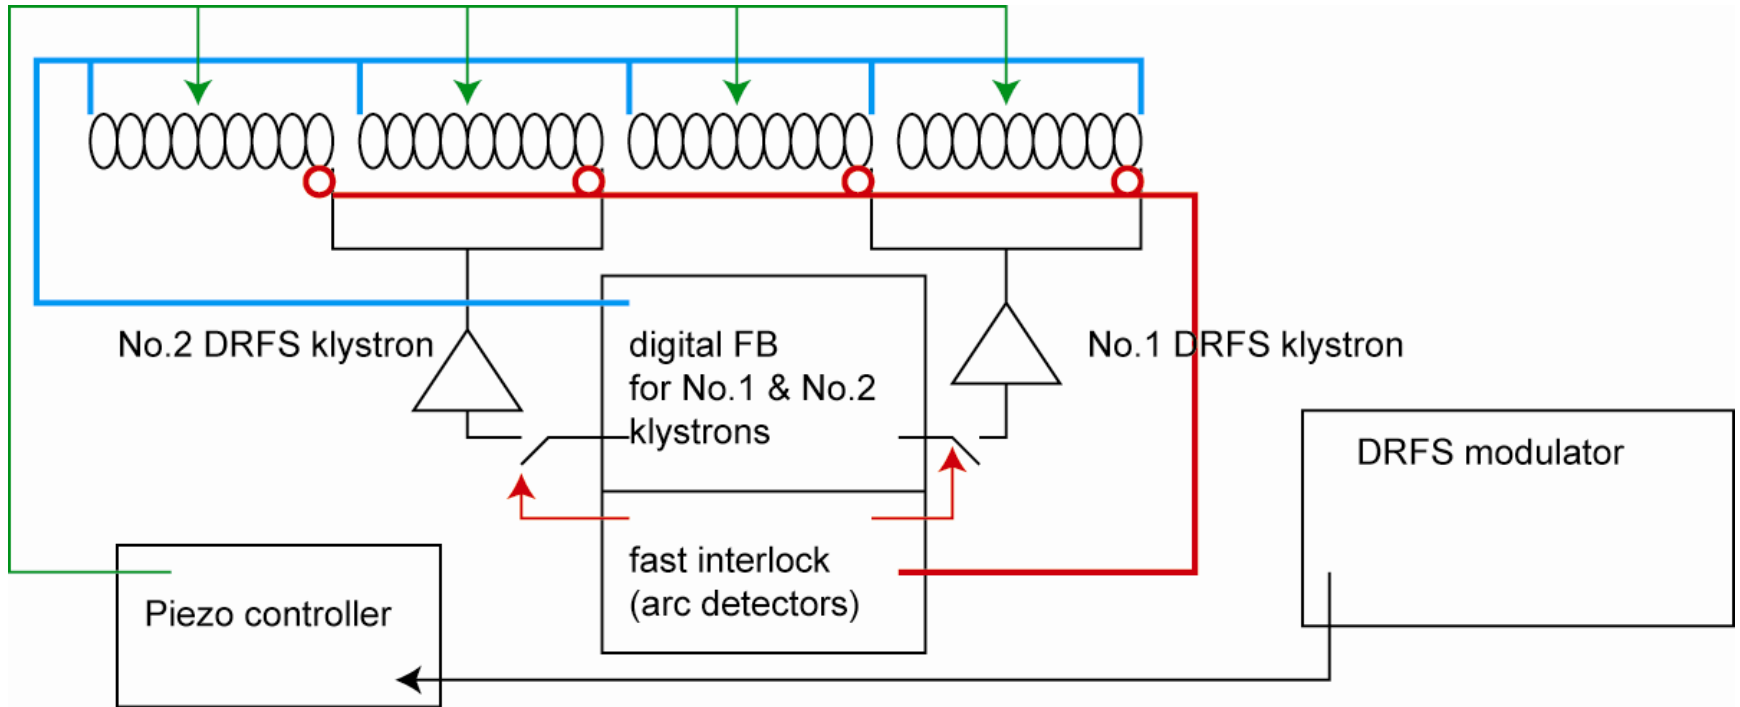 No.2 DRFS klystron
digital FB
for No.1 & No.2
klystrons
No.1 DRFS klystron
DRFS modulator
fast interlock
(arc detectors)
Piezo controller